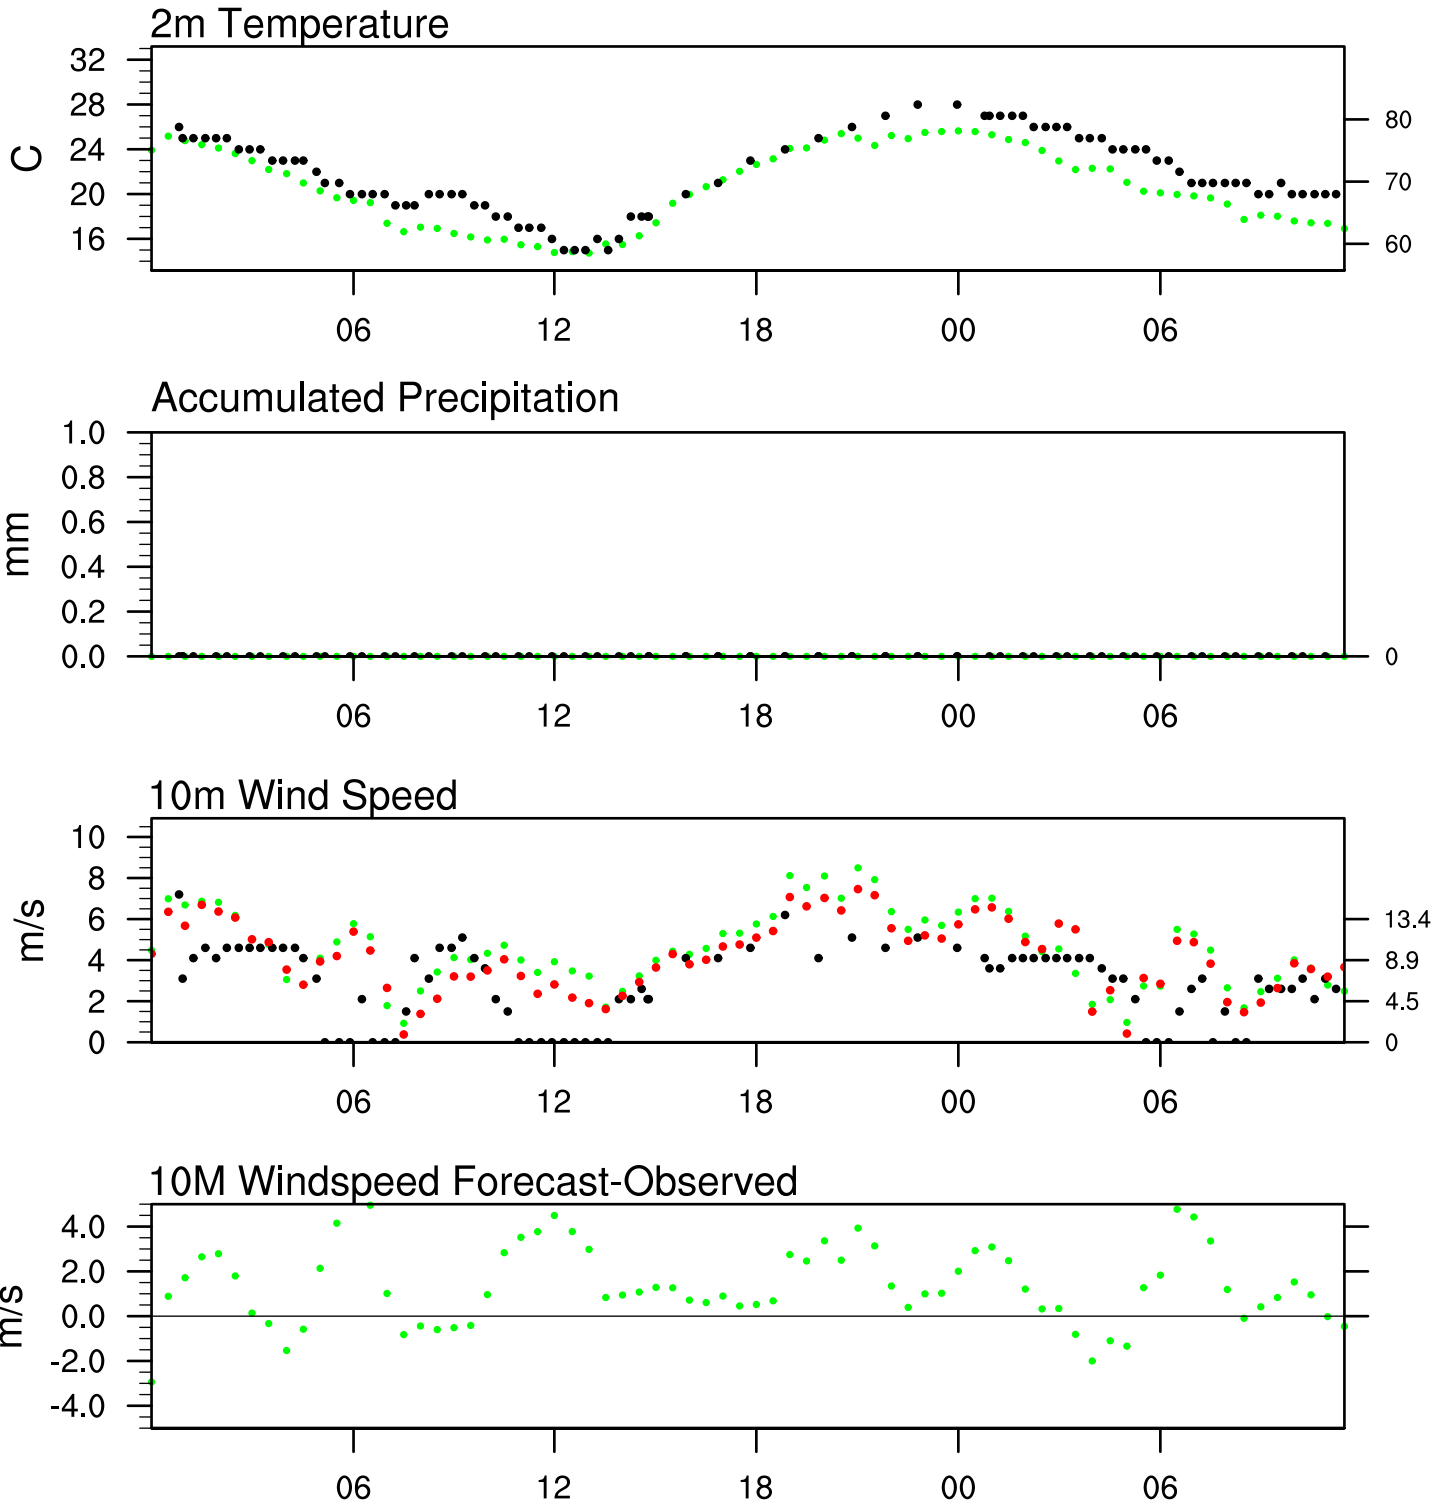 2m Temperature
32
28
24
20
16
C
80
70
60
06 12 18 00 06
Accumulated Precipitation
1.0
0.8
0.6
0.4
0.2
0.0
mm
0
06 12 18 00 06
10m Wind Speed
10
8
6
4
2
0
m/s
13.4
8.9
4.5
0
06 12 18 00 06
10M Windspeed Forecast-Observed
4.0
2.0
0.0
-2.0
-4.0
m/s
06 12 18 00 06